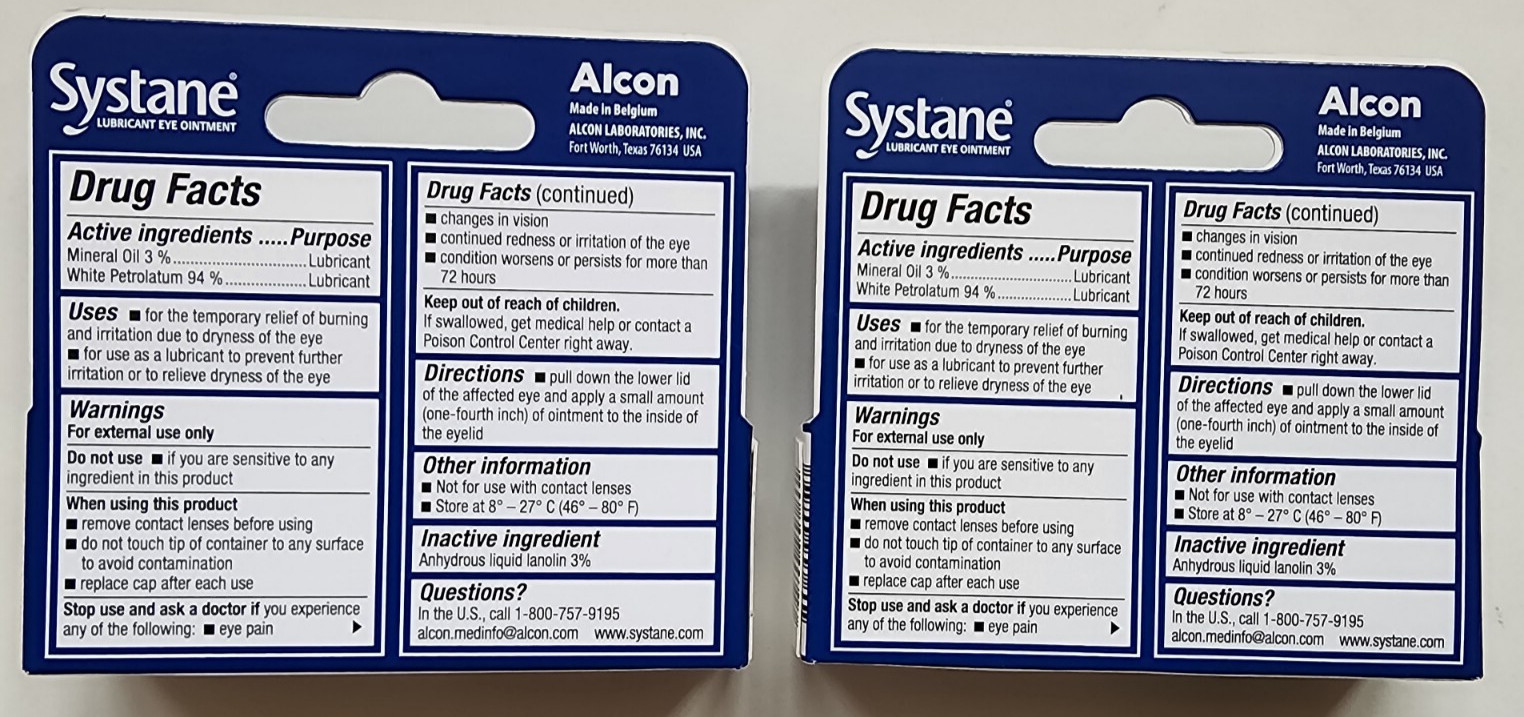 Systane®
LUBRICANT EYE OINTMENT
Alcon
Made in Belgium
ALCON LABORATORIES, INC.
Fort Worth, Texas 76134 USA
Drug Facts
Active ingredients .....Purpose
Mineral Oil 3 %..............................Lubricant
White Petrolatum 94 %..................Lubricant
Uses ■ for the temporary relief of burning
and irritation due to dryness of the eye
■ for use as a lubricant to prevent further
irritation or to relieve dryness of the eye
Warnings
For external use only
Do not use ■ if you are sensitive to any
ingredient in this product
When using this product
■ remove contact lenses before using
■ do not touch tip of container to any surface
to avoid contamination
■ replace cap after each use
Stop use and ask a doctor if you experience
any of the following: ■ eye pain ▶
Drug Facts (continued)
■ changes in vision
■ continued redness or irritation of the eye
■ condition worsens or persists for more than
72 hours
Keep out of reach of children.
If swallowed, get medical help or contact a
Poison Control Center right away.
Directions ■ pull down the lower lid
of the affected eye and apply a small amount
(one-fourth inch) of ointment to the inside of
the eyelid
Other information
■ Not for use with contact lenses
■ Store at 8° – 27° C (46° – 80° F)
Inactive ingredient
Anhydrous liquid lanolin 3%
Questions?
In the U.S., call 1-800-757-9195
alcon.medinfo@alcon.com www.systane.com
Systane®
LUBRICANT EYE OINTMENT
Alcon
Made in Belgium
ALCON LABORATORIES, INC.
Fort Worth, Texas 76134 USA
Drug Facts
Active ingredients .....Purpose
Mineral Oil 3 %..............................Lubricant
White Petrolatum 94 %..................Lubricant
Uses ■ for the temporary relief of burning
and irritation due to dryness of the eye
■ for use as a lubricant to prevent further
irritation or to relieve dryness of the eye
Warnings
For external use only
Do not use ■ if you are sensitive to any
ingredient in this product
When using this product
■ remove contact lenses before using
■ do not touch tip of container to any surface
to avoid contamination
■ replace cap after each use
Stop use and ask a doctor if you experience
any of the following: ■ eye pain ▶
Drug Facts (continued)
■ changes in vision
■ continued redness or irritation of the eye
■ condition worsens or persists for more than
72 hours
Keep out of reach of children.
If swallowed, get medical help or contact a
Poison Control Center right away.
Directions ■ pull down the lower lid
of the affected eye and apply a small amount
(one-fourth inch) of ointment to the inside of
the eyelid
Other information
■ Not for use with contact lenses
■ Store at 8° – 27° C (46° – 80° F)
Inactive ingredient
Anhydrous liquid lanolin 3%
Questions?
In the U.S., call 1-800-757-9195
alcon.medinfo@alcon.com www.systane.com